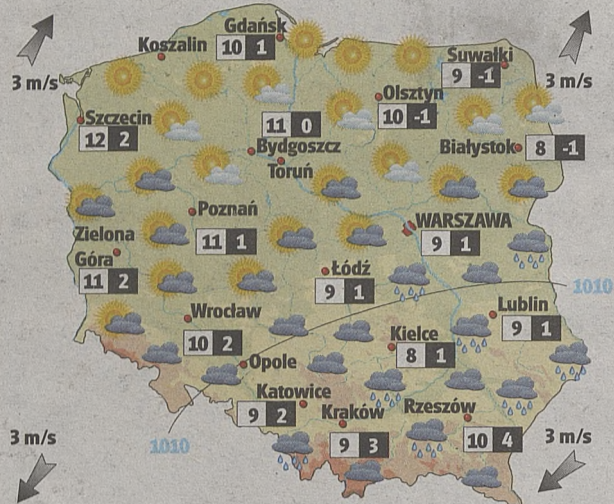 Gdańsk
Koszalin
10 1
Suwałki
9 -1
3 m/s
3 m/s
Olsztyn
10 -1
Szczecin
12 2
11 0
Bydgoszcz
Toruń
Białystok
8 -1
Poznań
11 1
WARSZAWA
9 1
Zielona
Góra
11 2
Łódź
9 1
1010
Wrocław
10 2
Lublin
9 1
Kielce
8 1
Opole
Katowice
9 2
Kraków
9 3
Rzeszów
10 4
3 m/s
1010
3 m/s